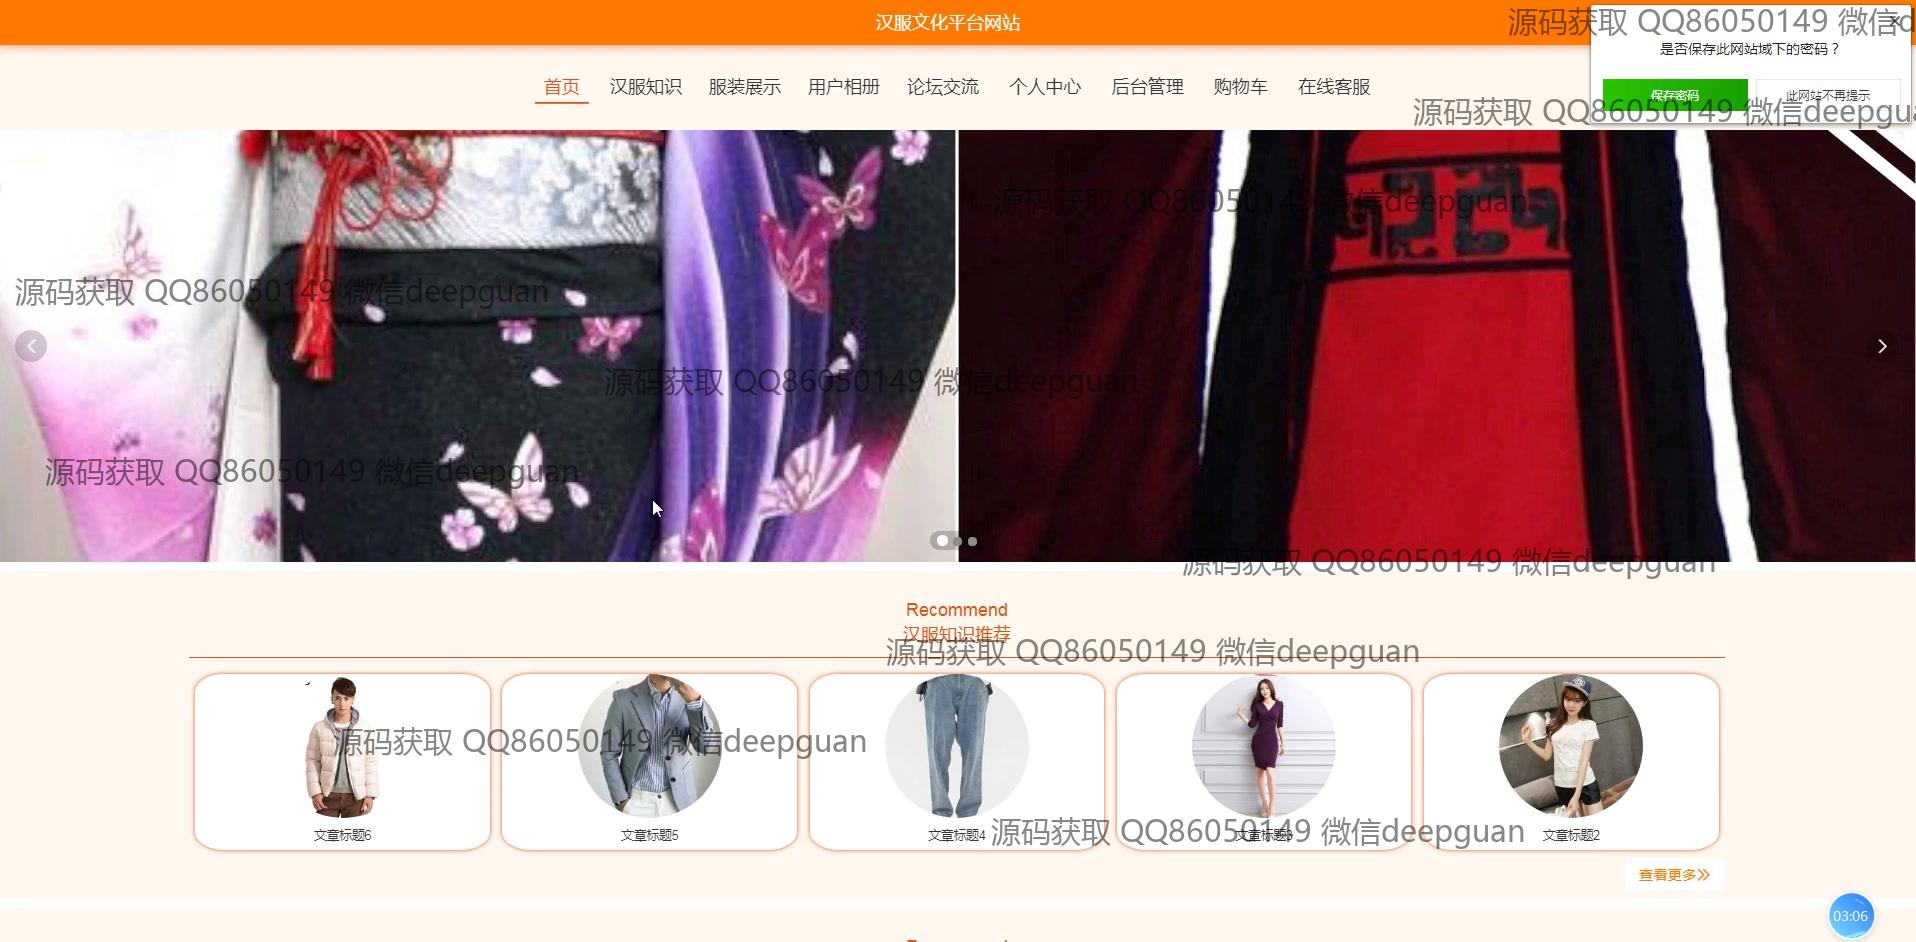 汉服文化平台网站
源码获取 QQ86050149 微信d
是否保存此网站域下的密码？
保存密码 此网站不再提示
首页 汉服知识 服装展示 用户相册 论坛交流 个人中心 后台管理 购物车 在线客服
源码获取 QQ86050149 微信deepgua
源码获取 QQ86050149 微信deepguan
源码获取 QQ86050149 微信deepguan
源码获取 QQ86050149 微信deepguan
源码获取 QQ86050149 微信deepguan
源码获取 QQ86050149 微信deepguan
Recommend
汉服知识推荐
源码获取 QQ86050149 微信deepguan
源码获取 QQ86050149 微信deepguan
文章标题6 文章标题5 文章标题4 文章标题3 文章标题2
源码获取 QQ86050149 微信deepguan
查看更多
03:06